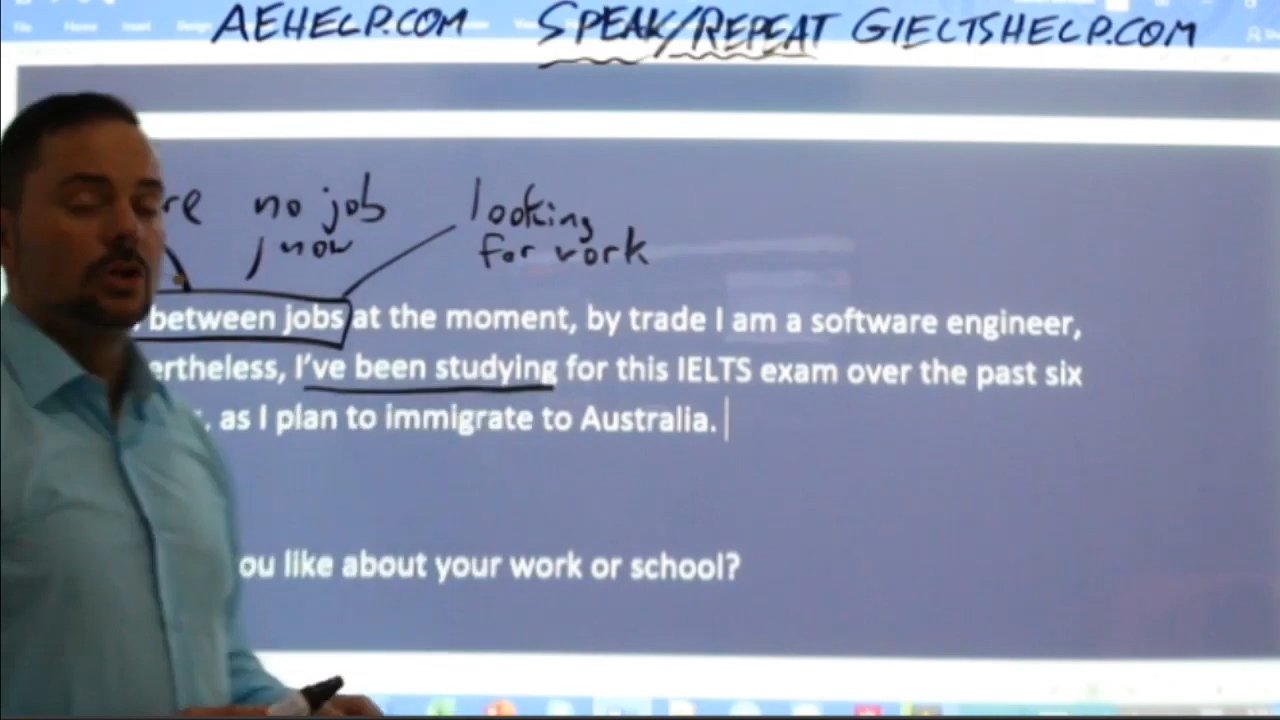 AEHELP.COM SPEAK/REPEAT GIELTSHELP.COM
no job looking
now for work
between jobs at the moment, by trade I am a software engineer,
ertheless, I've been studying for this IELTS exam over the past six
, as I plan to immigrate to Australia.
ou like about your work or school?